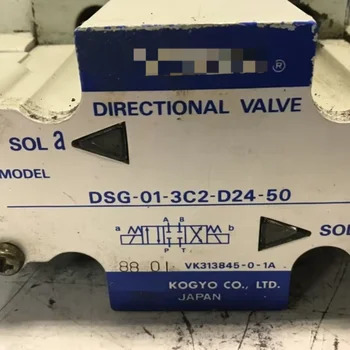 ®
DIRECTIONAL VALVE
SOL a
MODEL
DSG-01-3C2-D24-50
A B
a b
P T
SOL
88 01 VK313845-0-1A
KOGYO CO., LTD.
JAPAN